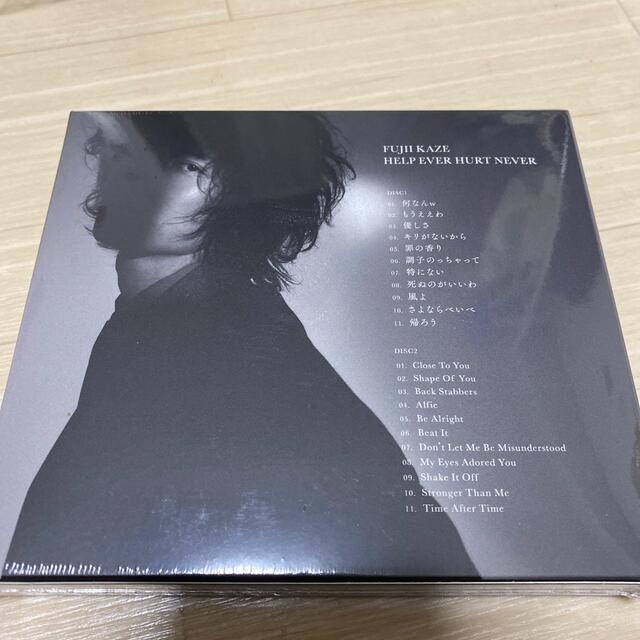 FUJII KAZE
HELP EVER HURT NEVER
DISC1
01. 何なんw
02. もうええわ
03. 優しさ
04. キリがないから
05. 罪の香り
06. 調子のっちゃって
07. 特にない
08. 死ぬのがいいわ
09. 風よ
10. さよならべいべ
11. 帰ろう
DISC2
01. Close To You
02. Shape Of You
03. Back Stabbers
04. Alfie
05. Be Alright
06. Beat It
07. Don't Let Me Be Misunderstood
08. My Eyes Adored You
09. Shake It Off
10. Stronger Than Me
11. Time After Time